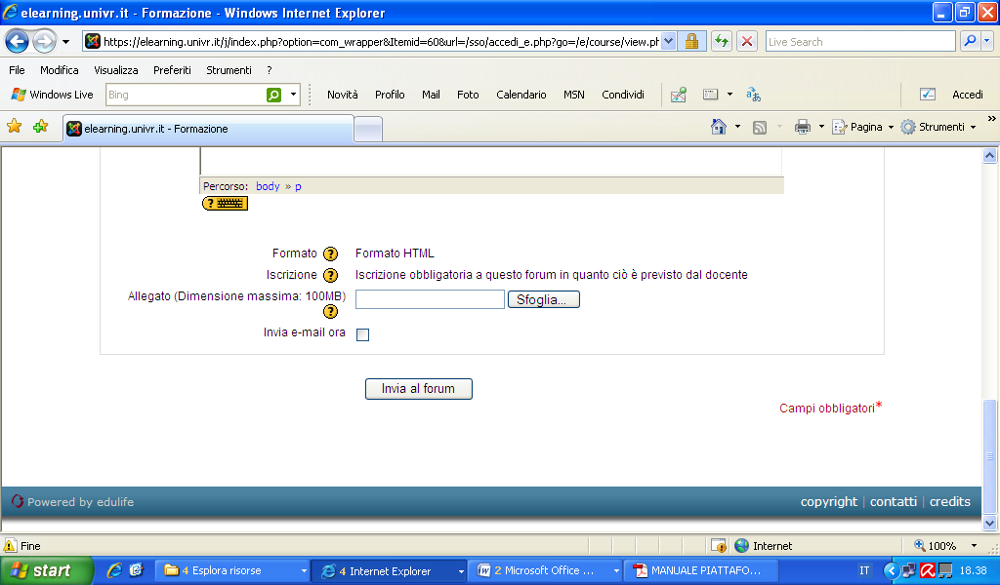 elearning.univr.it - Formazione - Windows Internet Explorer
https://elearning.univr.it/j/index.php?option=com_wrapper&Itemid=60&url=/sso/accedi_e.php?go=/e/course/view.ph
Live Search
File Modifica Visualizza Preferiti Strumenti ?
Windows Live Bing Novità Profilo Mail Foto Calendario MSN Condividi Accedi
elearning.univr.it - Formazione Pagina Strumenti »
Percorso: body » p
?
Formato ? Formato HTML
Iscrizione ? Iscrizione obbligatoria a questo forum in quanto ciò è previsto dal docente
Allegato (Dimensione massima: 100MB) Sfoglia...
?
Invia e-mail ora
Invia al forum
Campi obbligatori*
Powered by edulife copyright | contatti | credits
Fine Internet 100%
start 4 Esplora risorse 4 Internet Explorer 2 Microsoft Office ... MANUALE PIATTAFO... IT 18.38